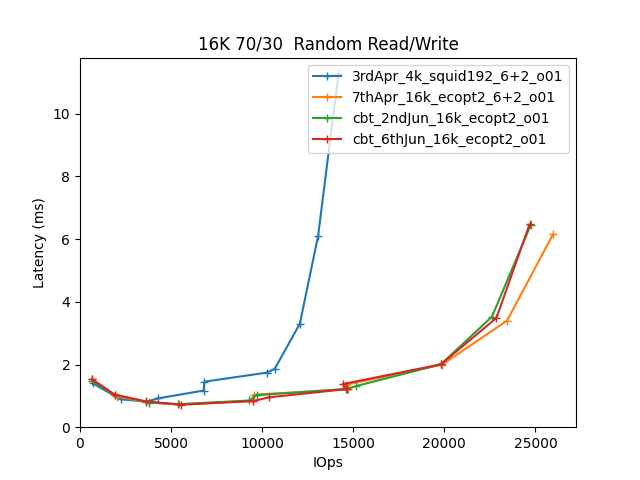 16K 70/30  Random Read/Write
3rdApr_4k_squid192_6+2_o01
7thApr_16k_ecopt2_6+2_o01
cbt_2ndJun_16k_ecopt2_o01
cbt_6thJun_16k_ecopt2_o01
Latency (ms)
10
8
6
4
2
0
0 5000 10000 15000 20000 25000
IOps